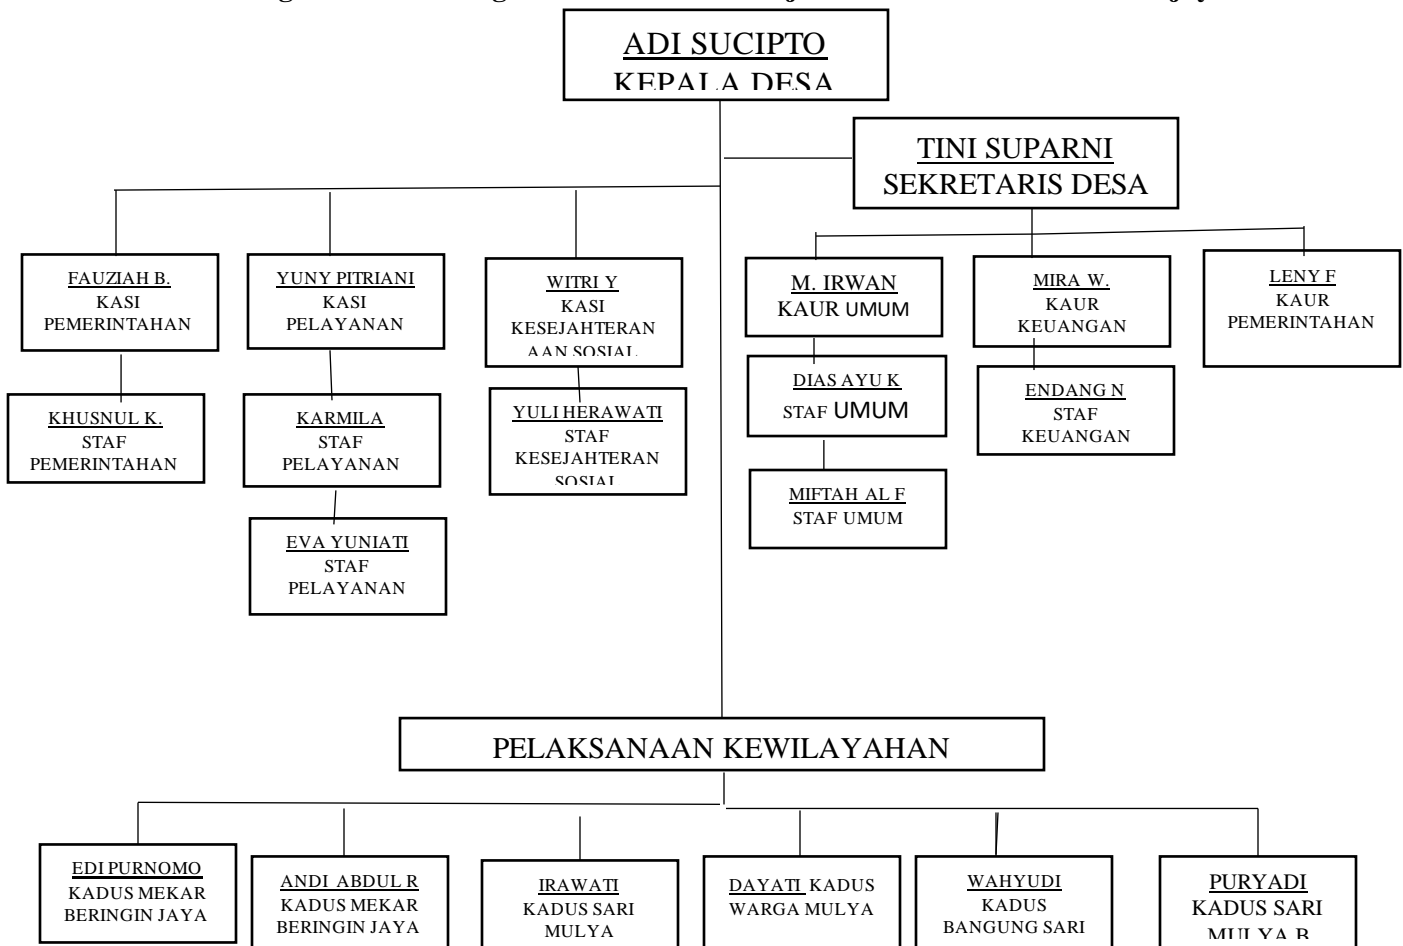 ADI SUCIPTO
KEPALA DESA
TINI SUPARNI
SEKRETARIS DESA
FAUZIAH B.
KASI
PEMERINTAHAN
YUNY PITRIANI
KASI
PELAYANAN
WITRI Y
KASI
KESEJAHTERAN
AAN SOSIAL
M. IRWAN
KAUR UMUM
MIRA W.
KAUR
KEUANGAN
LENY F
KAUR
PEMERINTAHAN
KHUSNUL K.
STAF
PEMERINTAHAN
KARMILA
STAF
PELAYANAN
YULI HERAWATI
STAF
KESEJAHTERAN
SOSIAL
DIAS AYU K
STAF UMUM
ENDANG N
STAF
KEUANGAN
EVA YUNIATI
STAF
PELAYANAN
MIFTAH AL F
STAF UMUM
PELAKSANAAN KEWILAYAHAN
EDI PURNOMO
KADUS MEKAR
BERINGIN JAYA
ANDI ABDUL R
KADUS MEKAR
BERINGIN JAYA
IRAWATI
KADUS SARI
MULYA
DAYATI KADUS
WARGA MULYA
WAHYUDI
KADUS
BANGUNG SARI
PURYADI
KADUS SARI
MULYA B